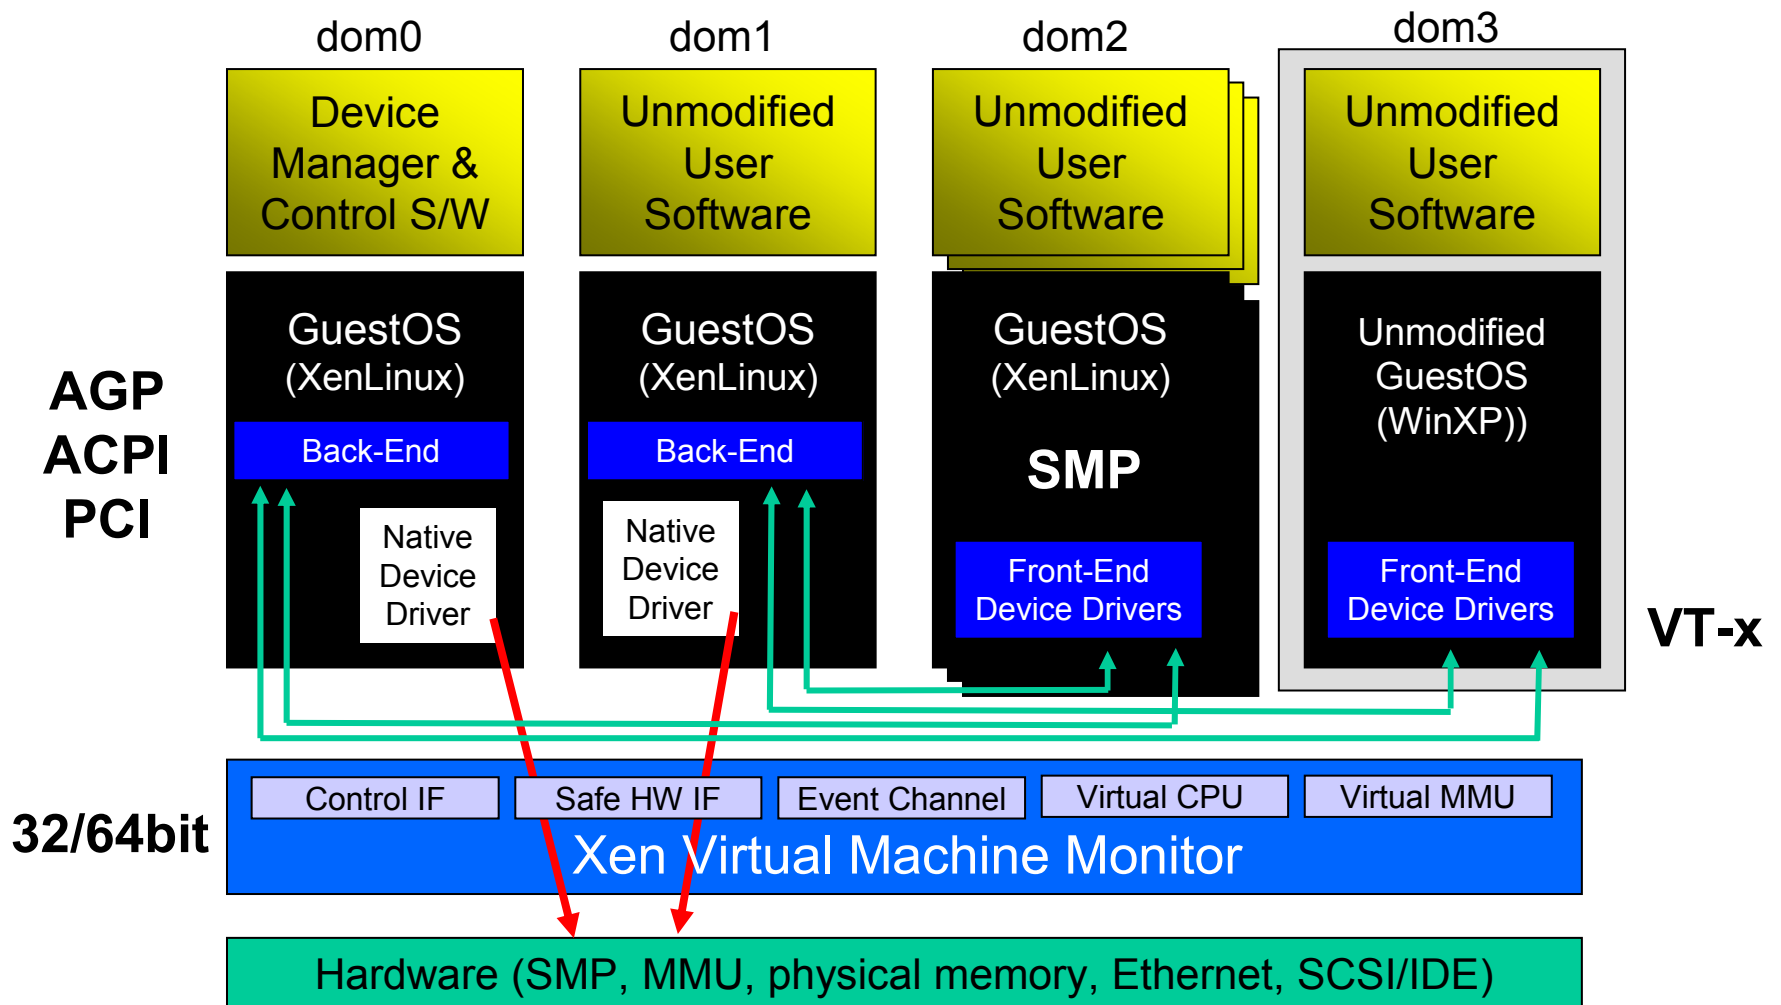 dom0
dom1
dom2
dom3
Device
Manager &
Control S/W
Unmodified
User
Software
Unmodified
User
Software
Unmodified
User
Software
GuestOS
(XenLinux)
Back-End
Native
Device
Driver
GuestOS
(XenLinux)
Back-End
Native
Device
Driver
GuestOS
(XenLinux)
SMP
Front-End
Device Drivers
Unmodified
GuestOS
(WinXP))
Front-End
Device Drivers
AGP
ACPI
PCI
VT-x
32/64bit
Control IF
Safe HW IF
Event Channel
Virtual CPU
Virtual MMU
Xen Virtual Machine Monitor
Hardware (SMP, MMU, physical memory, Ethernet, SCSI/IDE)